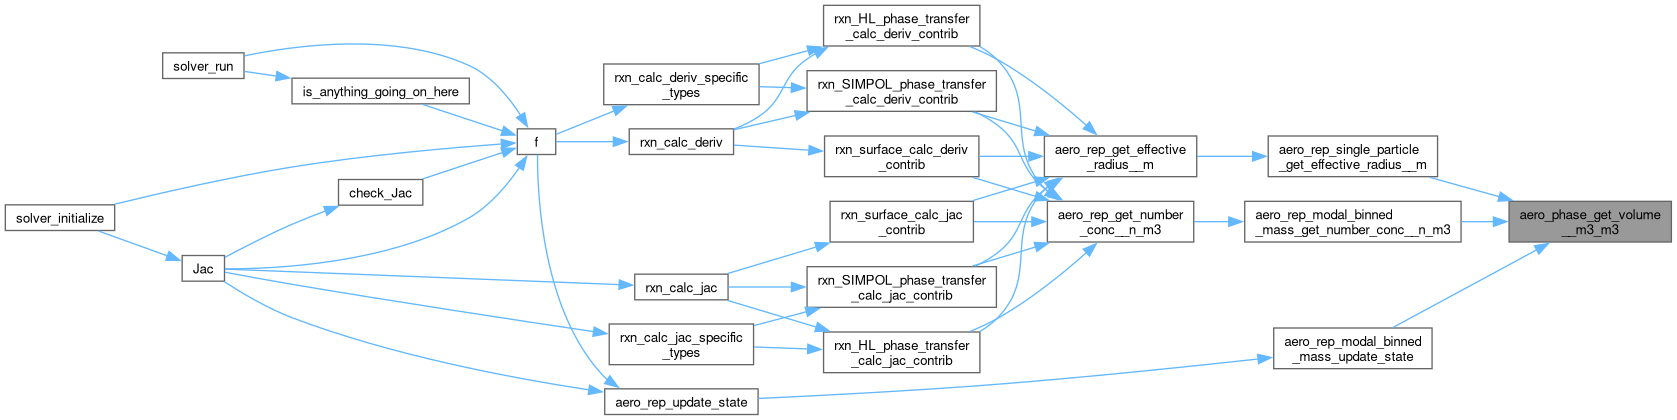 rxn_HL_phase_transfer
_calc_deriv_contrib
solver_run
is_anything_going_on_here
rxn_calc_deriv_specific
_types
rxn_SIMPOL_phase_transfer
_calc_deriv_contrib
f
rxn_calc_deriv
rxn_surface_calc_deriv
_contrib
aero_rep_get_effective
_radius__m
aero_rep_single_particle
_get_effective_radius__m
check_Jac
solver_initialize
rxn_surface_calc_jac
_contrib
aero_rep_get_number
_conc__n_m3
aero_rep_modal_binned
_mass_get_number_conc__n_m3
aero_phase_get_volume
__m3_m3
Jac
rxn_calc_jac
rxn_SIMPOL_phase_transfer
_calc_jac_contrib
rxn_calc_jac_specific
_types
rxn_HL_phase_transfer
_calc_jac_contrib
aero_rep_modal_binned
_mass_update_state
aero_rep_update_state